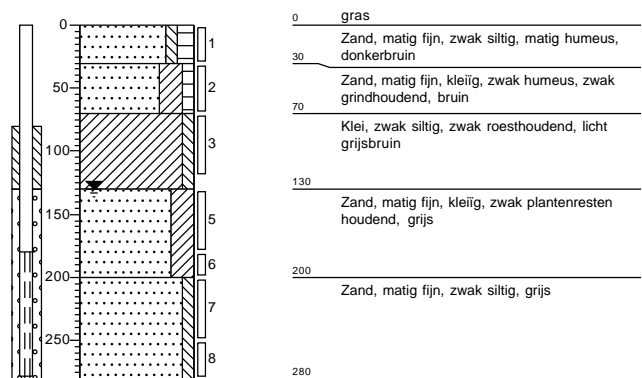 0
50
100
150
200
250
1
2
3
5
6
7
8
0 gras
Zand, matig fijn, zwak siltig, matig humeus,
donkerbruin
30
Zand, matig fijn, kleiïg, zwak humeus, zwak
grindhoudend, bruin
70
Klei, zwak siltig, zwak roesthoudend, licht
grijsbruin
130
Zand, matig fijn, kleiïg, zwak plantenresten
houdend, grijs
200
Zand, matig fijn, zwak siltig, grijs
280